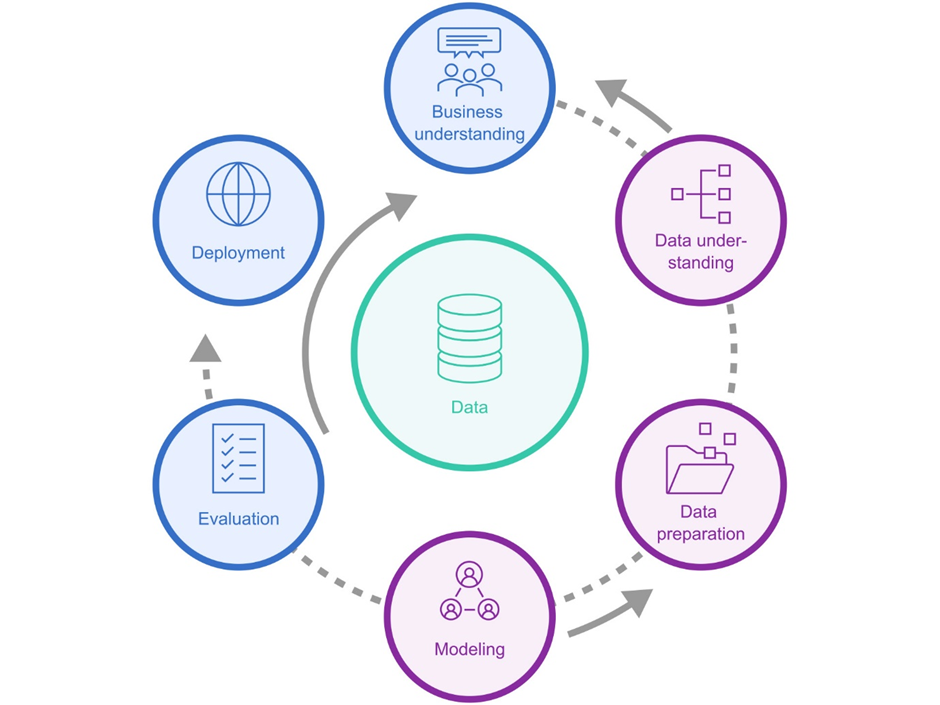 Business
understanding
Data under-
standing
Data
preparation
Modeling
Evaluation
Deployment
Data